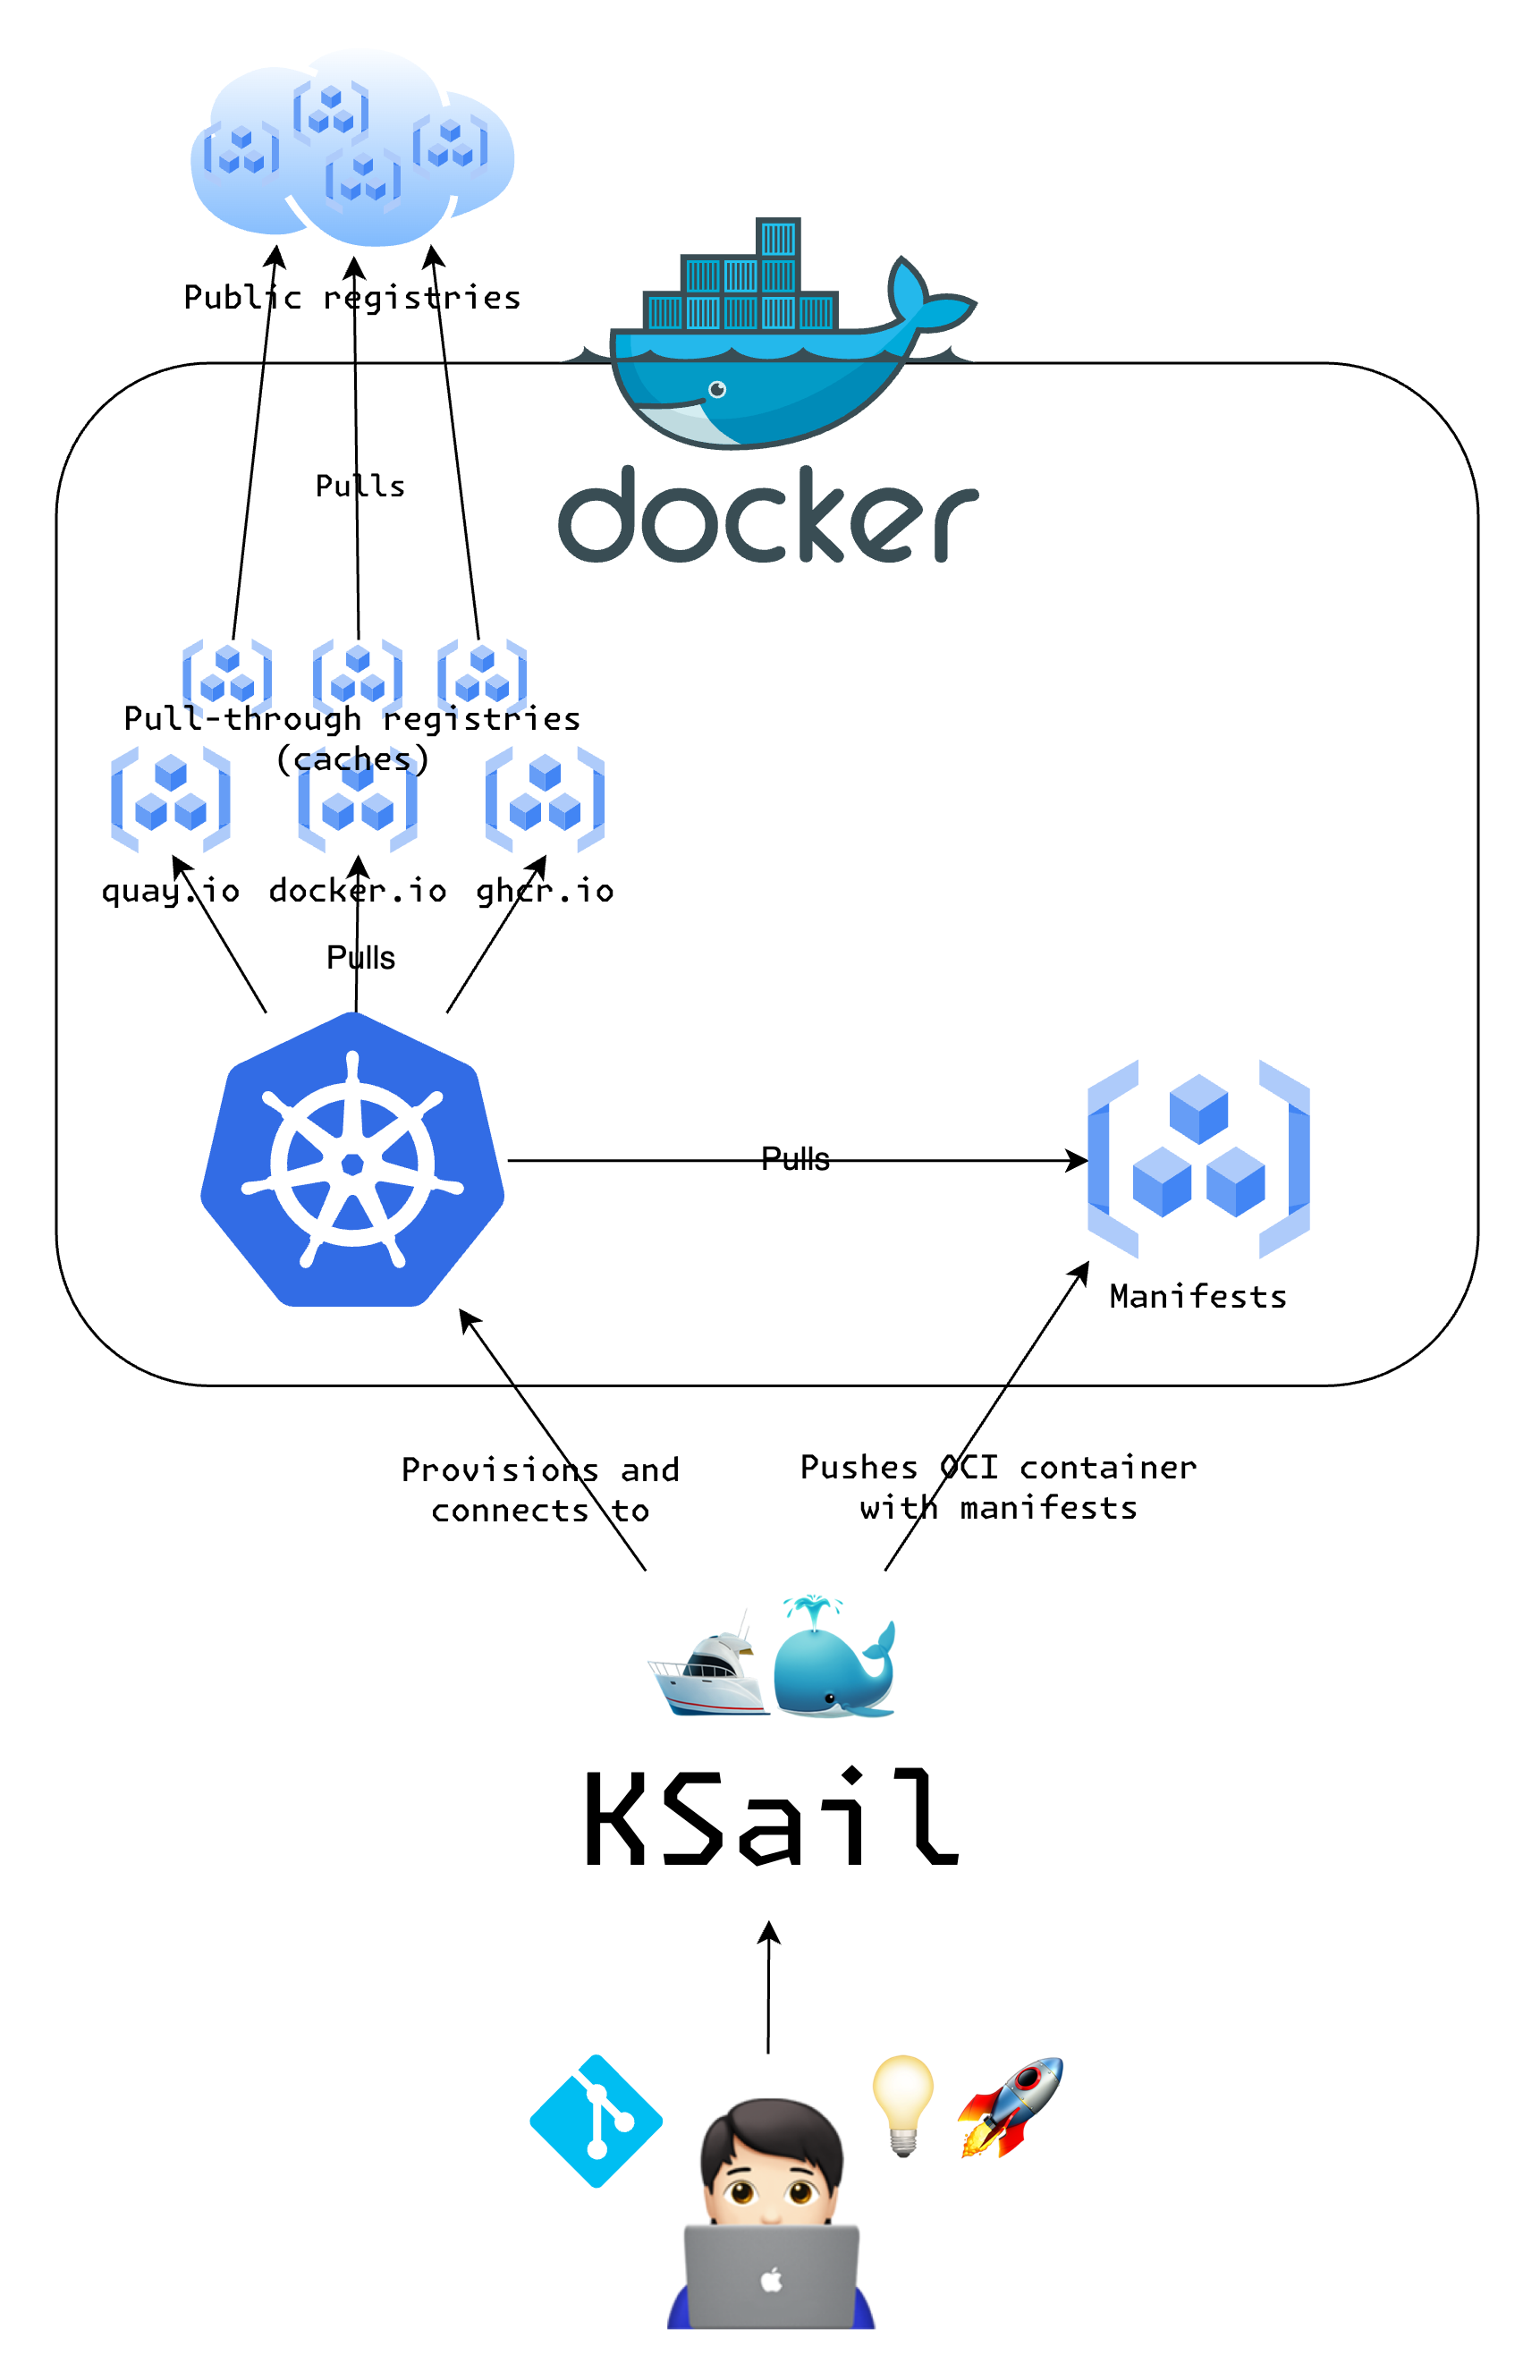 Public registries
docker
Pulls
Pull-through registries
(caches)
quay.io
docker.io
ghcr.io
Pulls
Pulls
Manifests
Provisions and
connects to
Pushes OCI container
with manifests
KSail